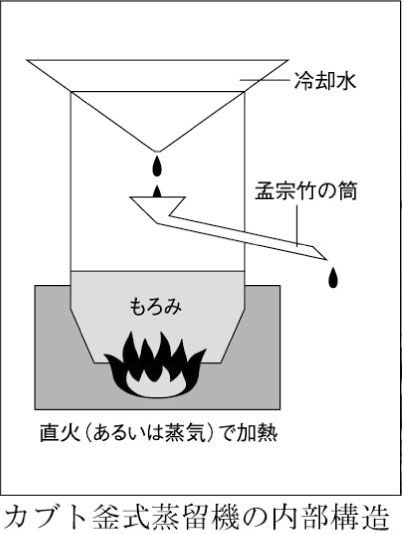 冷却水
孟宗竹の筒
もろみ
直火(あるいは蒸気)で加熱
カブト釜式蒸留機の内部構造